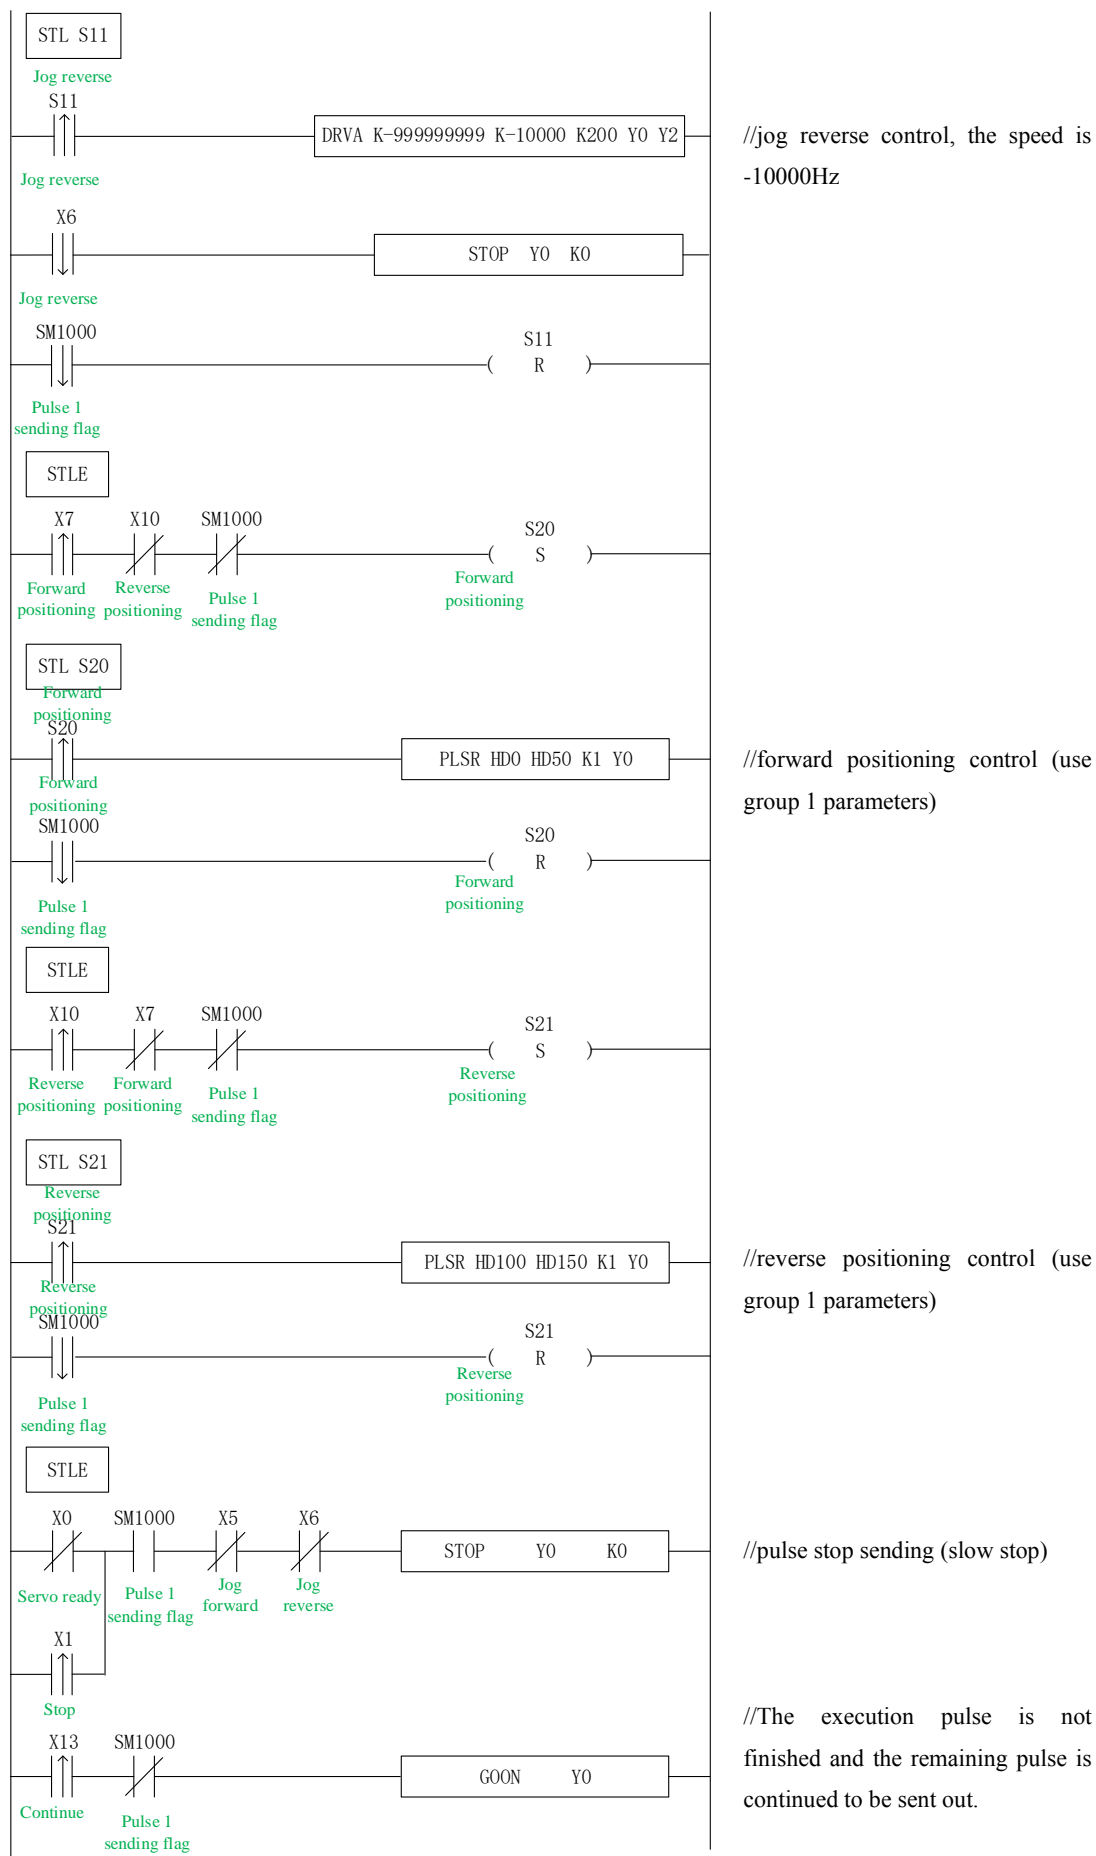 STL S11
Jog reverse
S11
DRVA K-999999999 K-10000 K200 Y0 Y2
//jog reverse control, the speed is
-10000Hz
Jog reverse
X6
STOP Y0 K0
Jog reverse
SM1000
S11
( R )
Pulse 1
sending flag
STLE
X7 X10 SM1000
S20
( S )
Forward
positioning
Reverse
positioning
Pulse 1
sending flag
Forward
positioning
STL S20
Forward
positioning
S20
PLSR HD0 HD50 K1 Y0
//forward positioning control (use
group 1 parameters)
Forward
positioning
SM1000
S20
( R )
Forward
positioning
Pulse 1
sending flag
STLE
X10 X7 SM1000
S21
( S )
Reverse
positioning
Forward
positioning
Pulse 1
sending flag
Reverse
positioning
STL S21
Reverse
positioning
S21
PLSR HD100 HD150 K1 Y0
//reverse positioning control (use
group 1 parameters)
Reverse
positioning
SM1000
S21
( R )
Reverse
positioning
Pulse 1
sending flag
STLE
X0 SM1000 X5 X6
STOP Y0 K0
//pulse stop sending (slow stop)
Servo ready
Pulse 1
sending flag
Jog
forward
Jog
reverse
X1
Stop
X13 SM1000
GOON Y0
//The execution pulse is not
finished and the remaining pulse is
continued to be sent out.
Continue
Pulse 1
sending flag